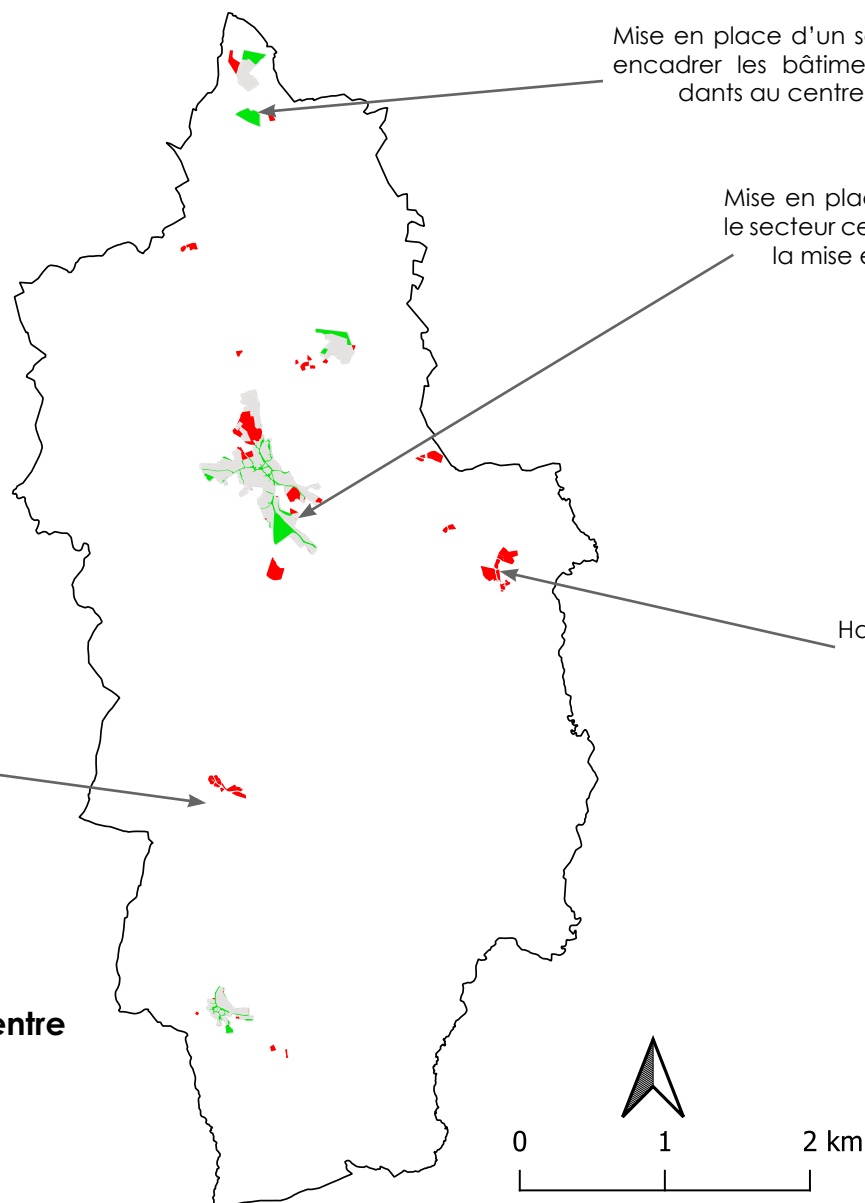 Mise en place d’un s
encadrer les bâtime
dants au centre
Mise en pla
le secteur ce
la mise e
Ha
entre
0 1 2 km